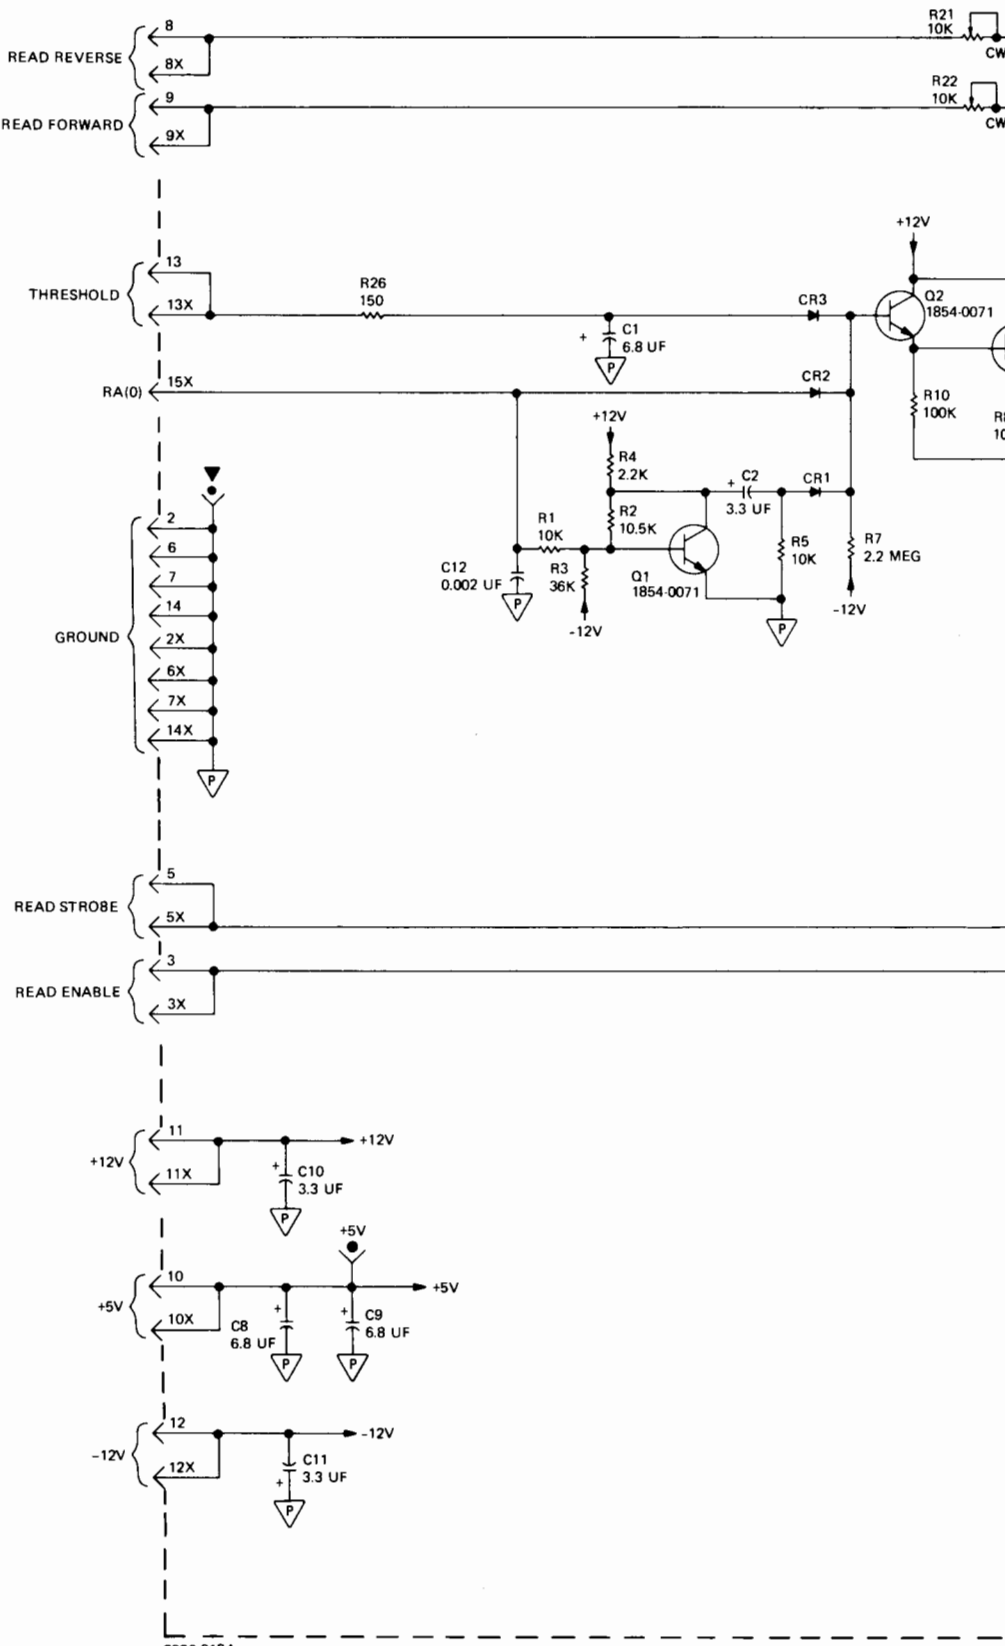 8
READ REVERSE
8X
R21
10K
CW
9
READ FORWARD
9X
R22
10K
CW
13
THRESHOLD
13X
R26
150
+
C1
6.8 UF
P
CR3
+12V
Q2
1854-0071
R10
100K
RA(0)
15X
CR2
+12V
R4
2.2K
R2
10.5K
+
C2
3.3 UF
CR1
R1
10K
C12
0.002 UF
P
R3
36K
-12V
Q1
1854-0071
R5
10K
P
R7
2.2 MEG
-12V
GROUND
2
6
7
14
2X
6X
7X
14X
P
5
READ STROBE
5X
3
READ ENABLE
3X
11
+12V
11X
+12V
+
C10
3.3 UF
P
10
+5V
10X
+5V
+5V
+
C8
6.8 UF
P
+
C9
6.8 UF
P
12
-12V
12X
-12V
C11
3.3 UF
+
P